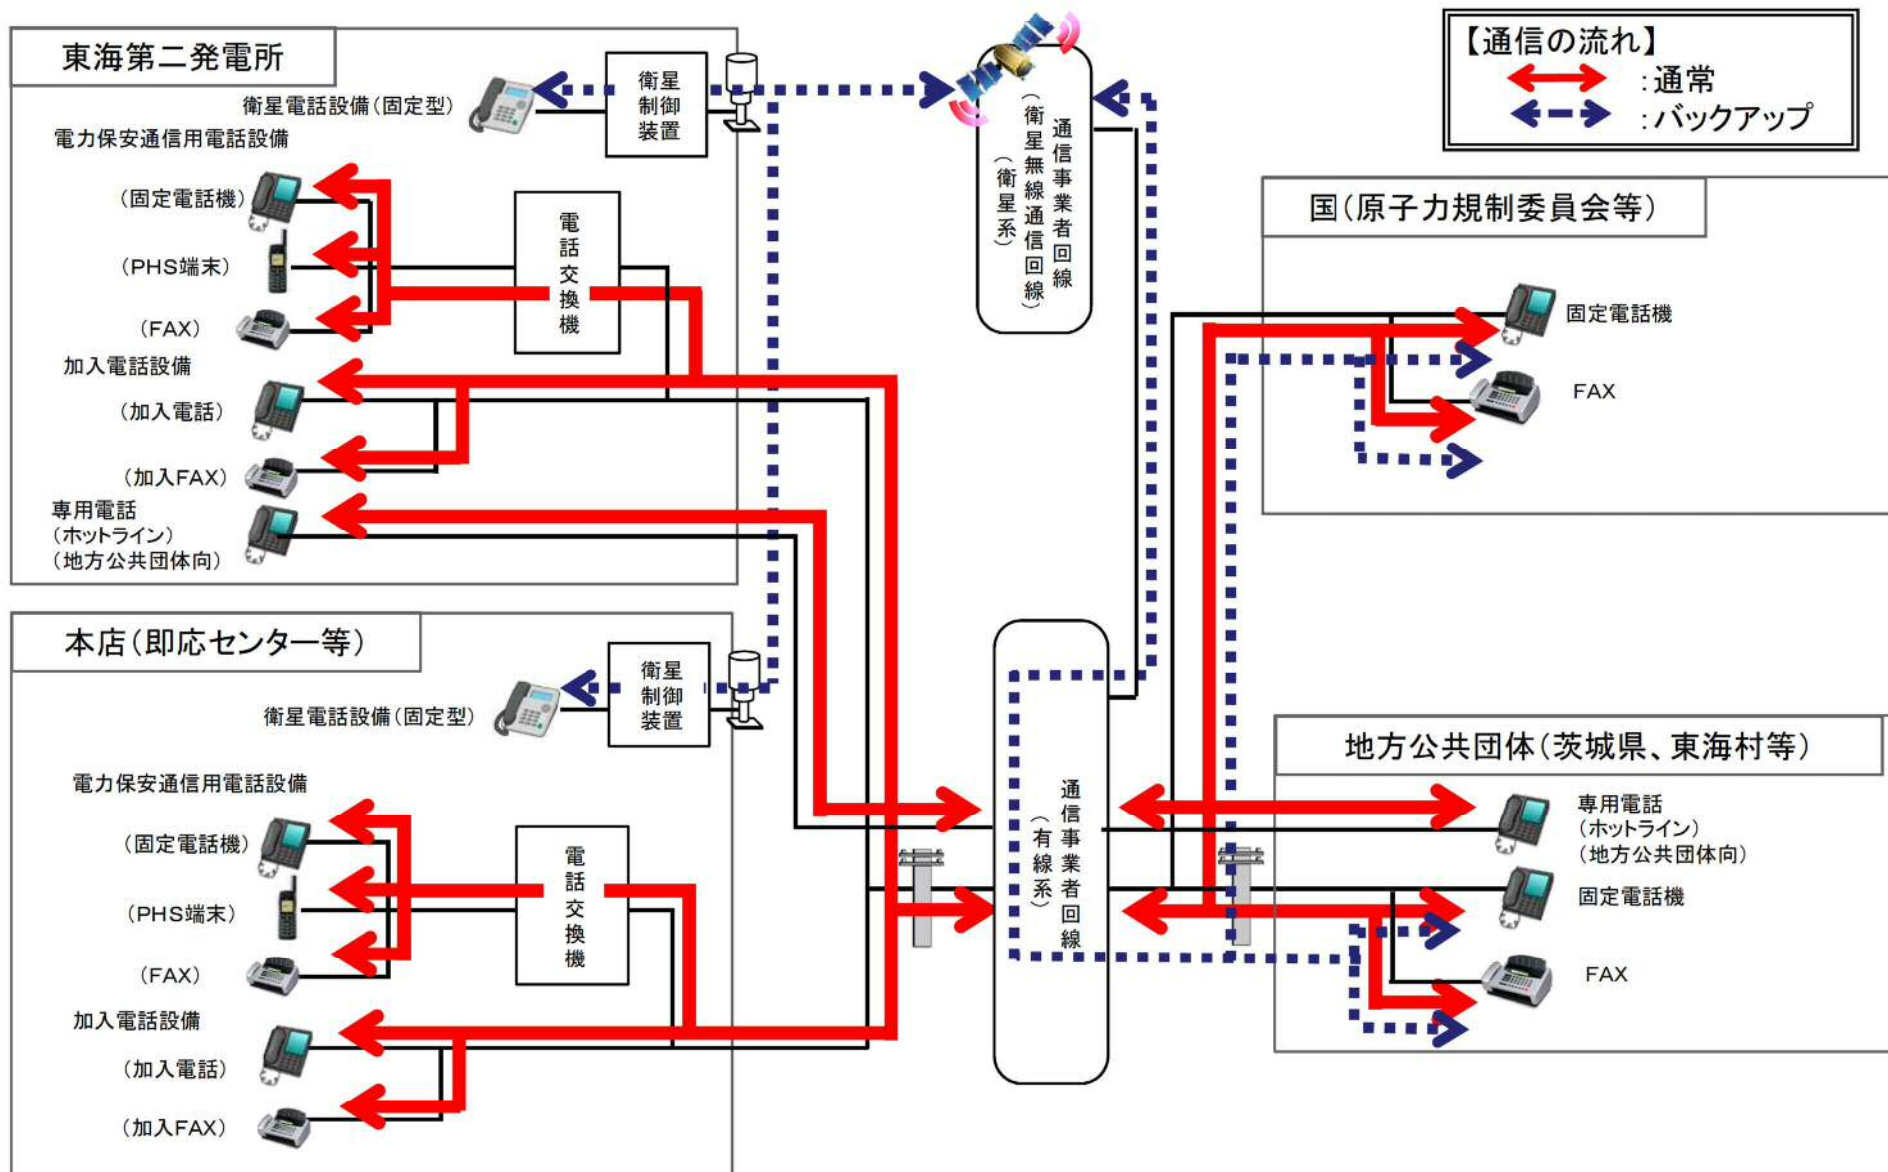 東海第二発電所
衛星電話設備(固定型)
衛星
制御
装置
電力保安通信用電話設備
(固定電話機)
(PHS端末)
(FAX)
電話交換機
加入電話設備
(加入電話)
(加入FAX)
専用電話
(ホットライン)
(地方公共団体向)
本店(即応センター等)
衛星電話設備(固定型)
衛星
制御
装置
電力保安通信用電話設備
(固定電話機)
(PHS端末)
(FAX)
電話交換機
加入電話設備
(加入電話)
(加入FAX)
通信事業者回線
(衛星無線通信回線)
(衛星系)
通信事業者回線
(有線系)
【通信の流れ】
:通常
:バックアップ
国(原子力規制委員会等)
固定電話機
FAX
地方公共団体(茨城県、東海村等)
専用電話
(ホットライン)
(地方公共団体向)
固定電話機
FAX